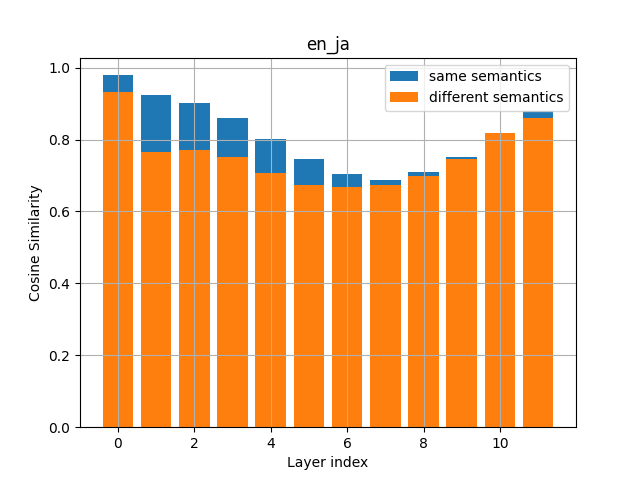 en_ja
same semantics
different semantics
1.0
0.8
0.6
0.4
0.2
0.0
Cosine Similarity
0 2 4 6 8 10
Layer index